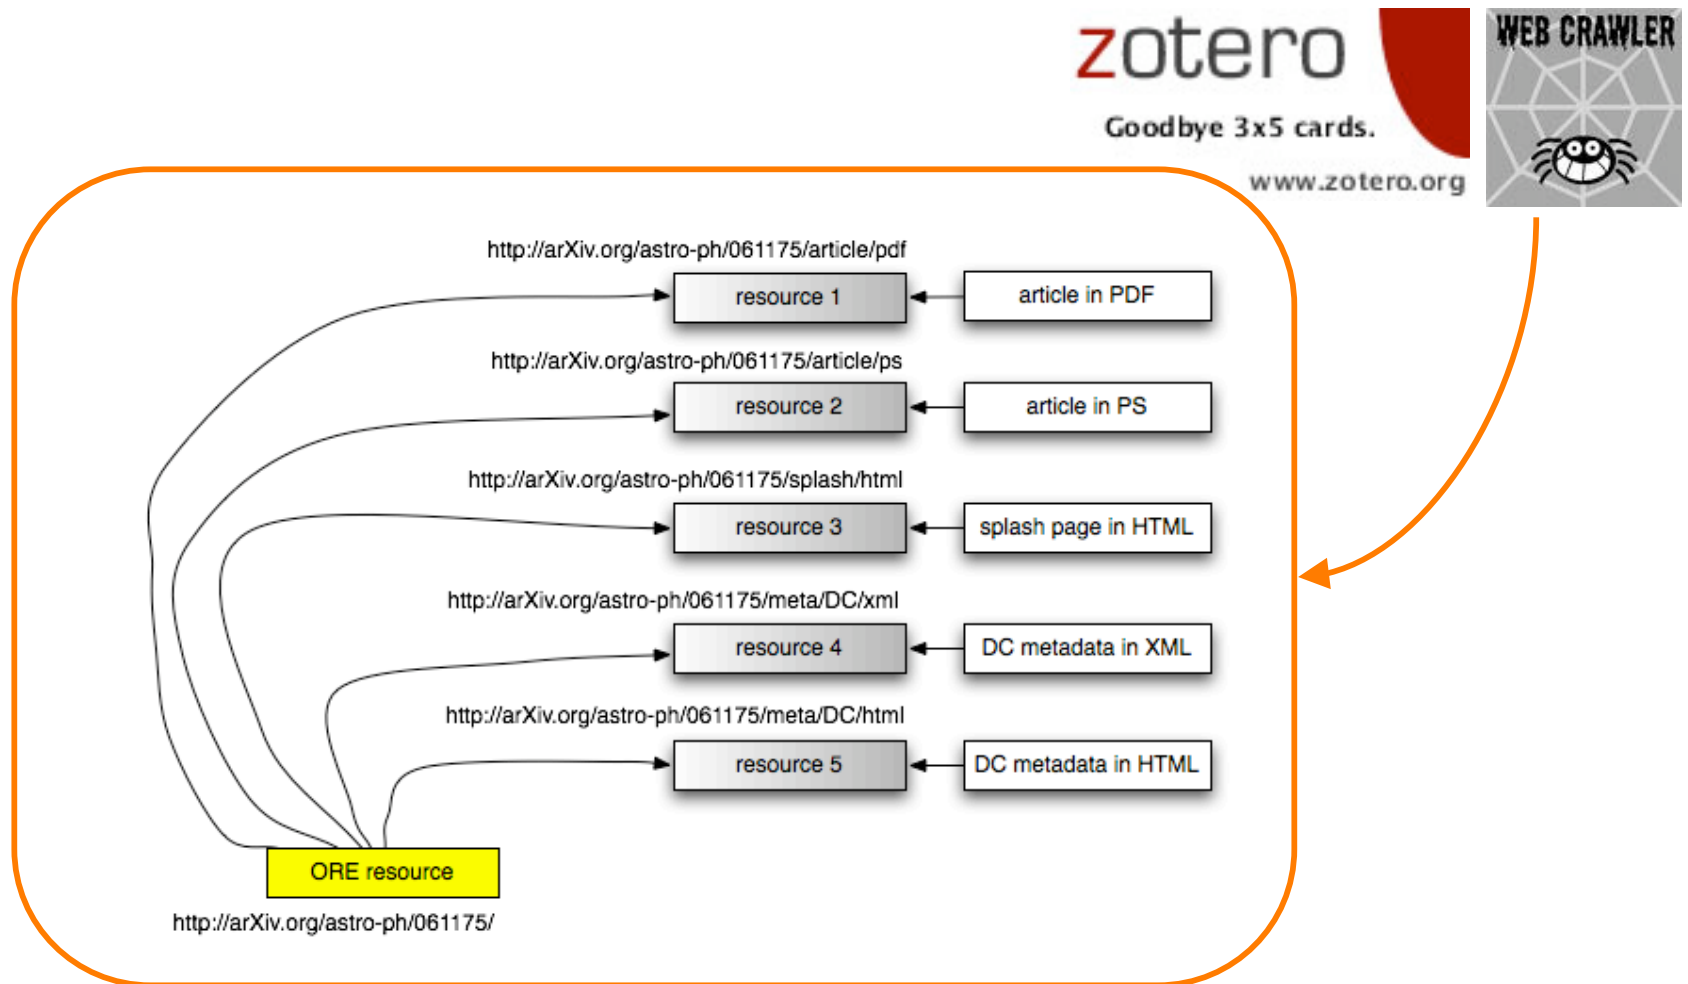 zotero
WEB CRAWLER
Goodbye 3x5 cards.
www.zotero.org
http://arXiv.org/astro-ph/061175/article/pdf
resource 1
article in PDF
http://arXiv.org/astro-ph/061175/article/ps
resource 2
article in PS
http://arXiv.org/astro-ph/061175/splash/html
resource 3
splash page in HTML
http://arXiv.org/astro-ph/061175/meta/DC/xml
resource 4
DC metadata in XML
http://arXiv.org/astro-ph/061175/meta/DC/html
resource 5
DC metadata in HTML
ORE resource
http://arXiv.org/astro-ph/061175/